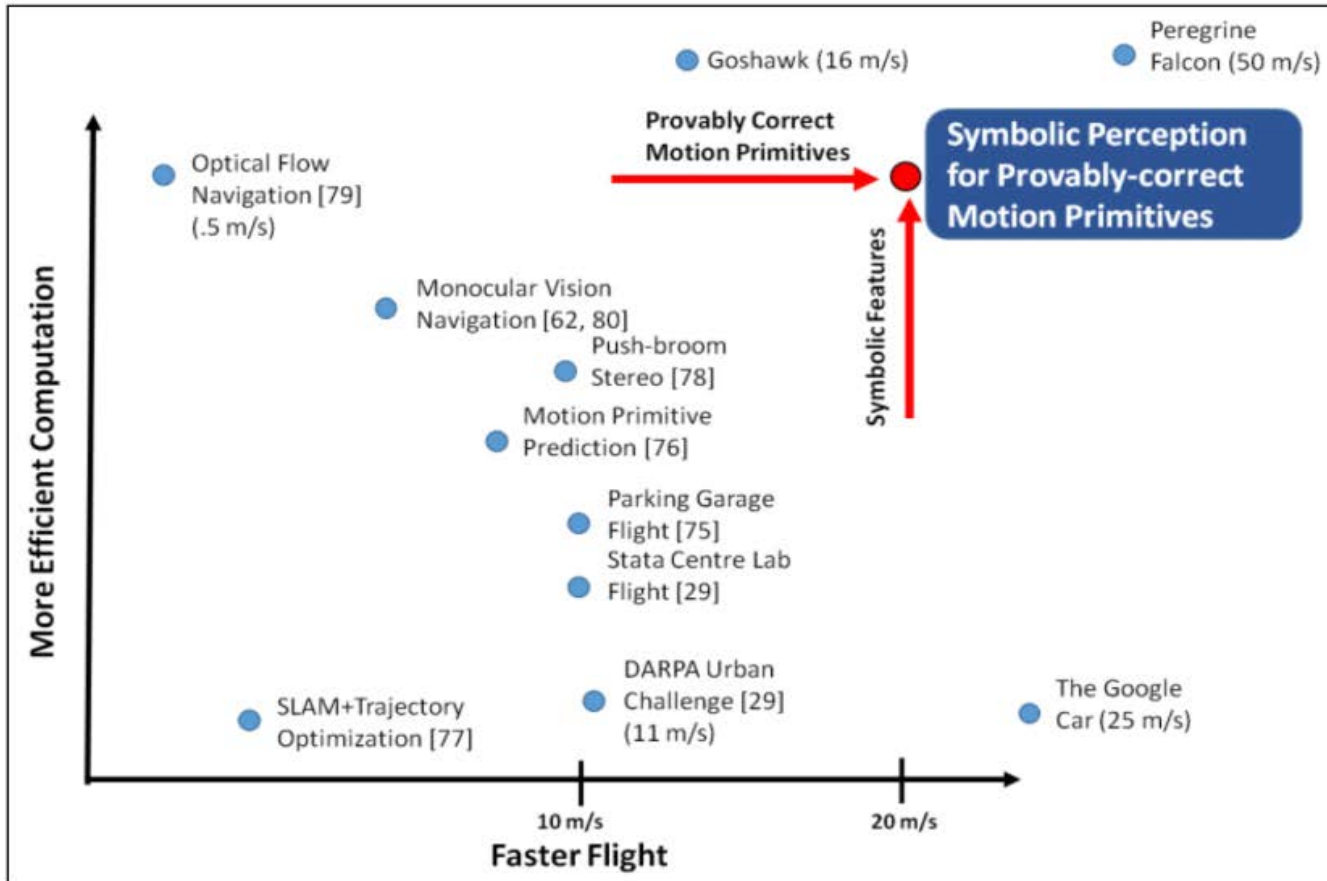 Goshawk (16 m/s)
Peregrine
Falcon (50 m/s)
Provably Correct
Motion Primitives
Symbolic Perception
for Provably-correct
Motion Primitives
Optical Flow
Navigation [79]
(.5 m/s)
Symbolic Features
Monocular Vision
Navigation [62, 80]
Push-broom
Stereo [78]
Motion Primitive
Prediction [76]
Parking Garage
Flight [75]
Stata Centre Lab
Flight [29]
DARPA Urban
Challenge [29]
(11 m/s)
The Google
Car (25 m/s)
SLAM+Trajectory
Optimization [77]
More Efficient Computation
10 m/s
20 m/s
Faster Flight